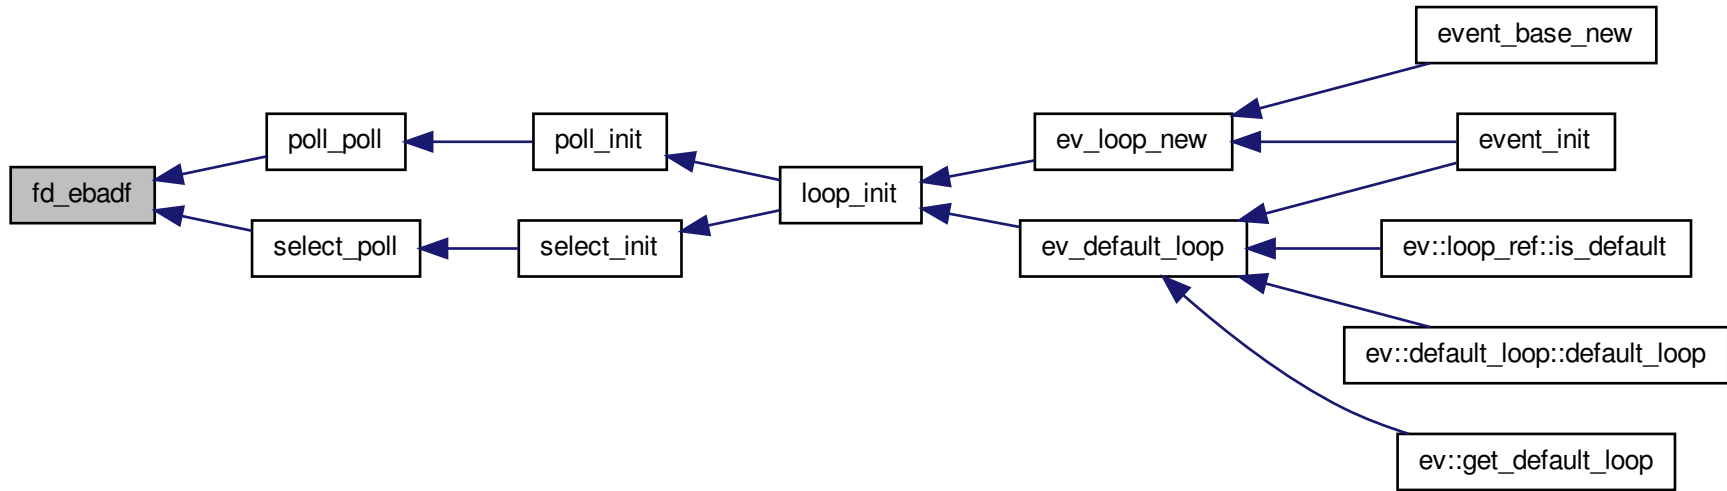 fd_ebadf
poll_poll
select_poll
poll_init
select_init
loop_init
ev_loop_new
ev_default_loop
event_base_new
event_init
ev::loop_ref::is_default
ev::default_loop::default_loop
ev::get_default_loop